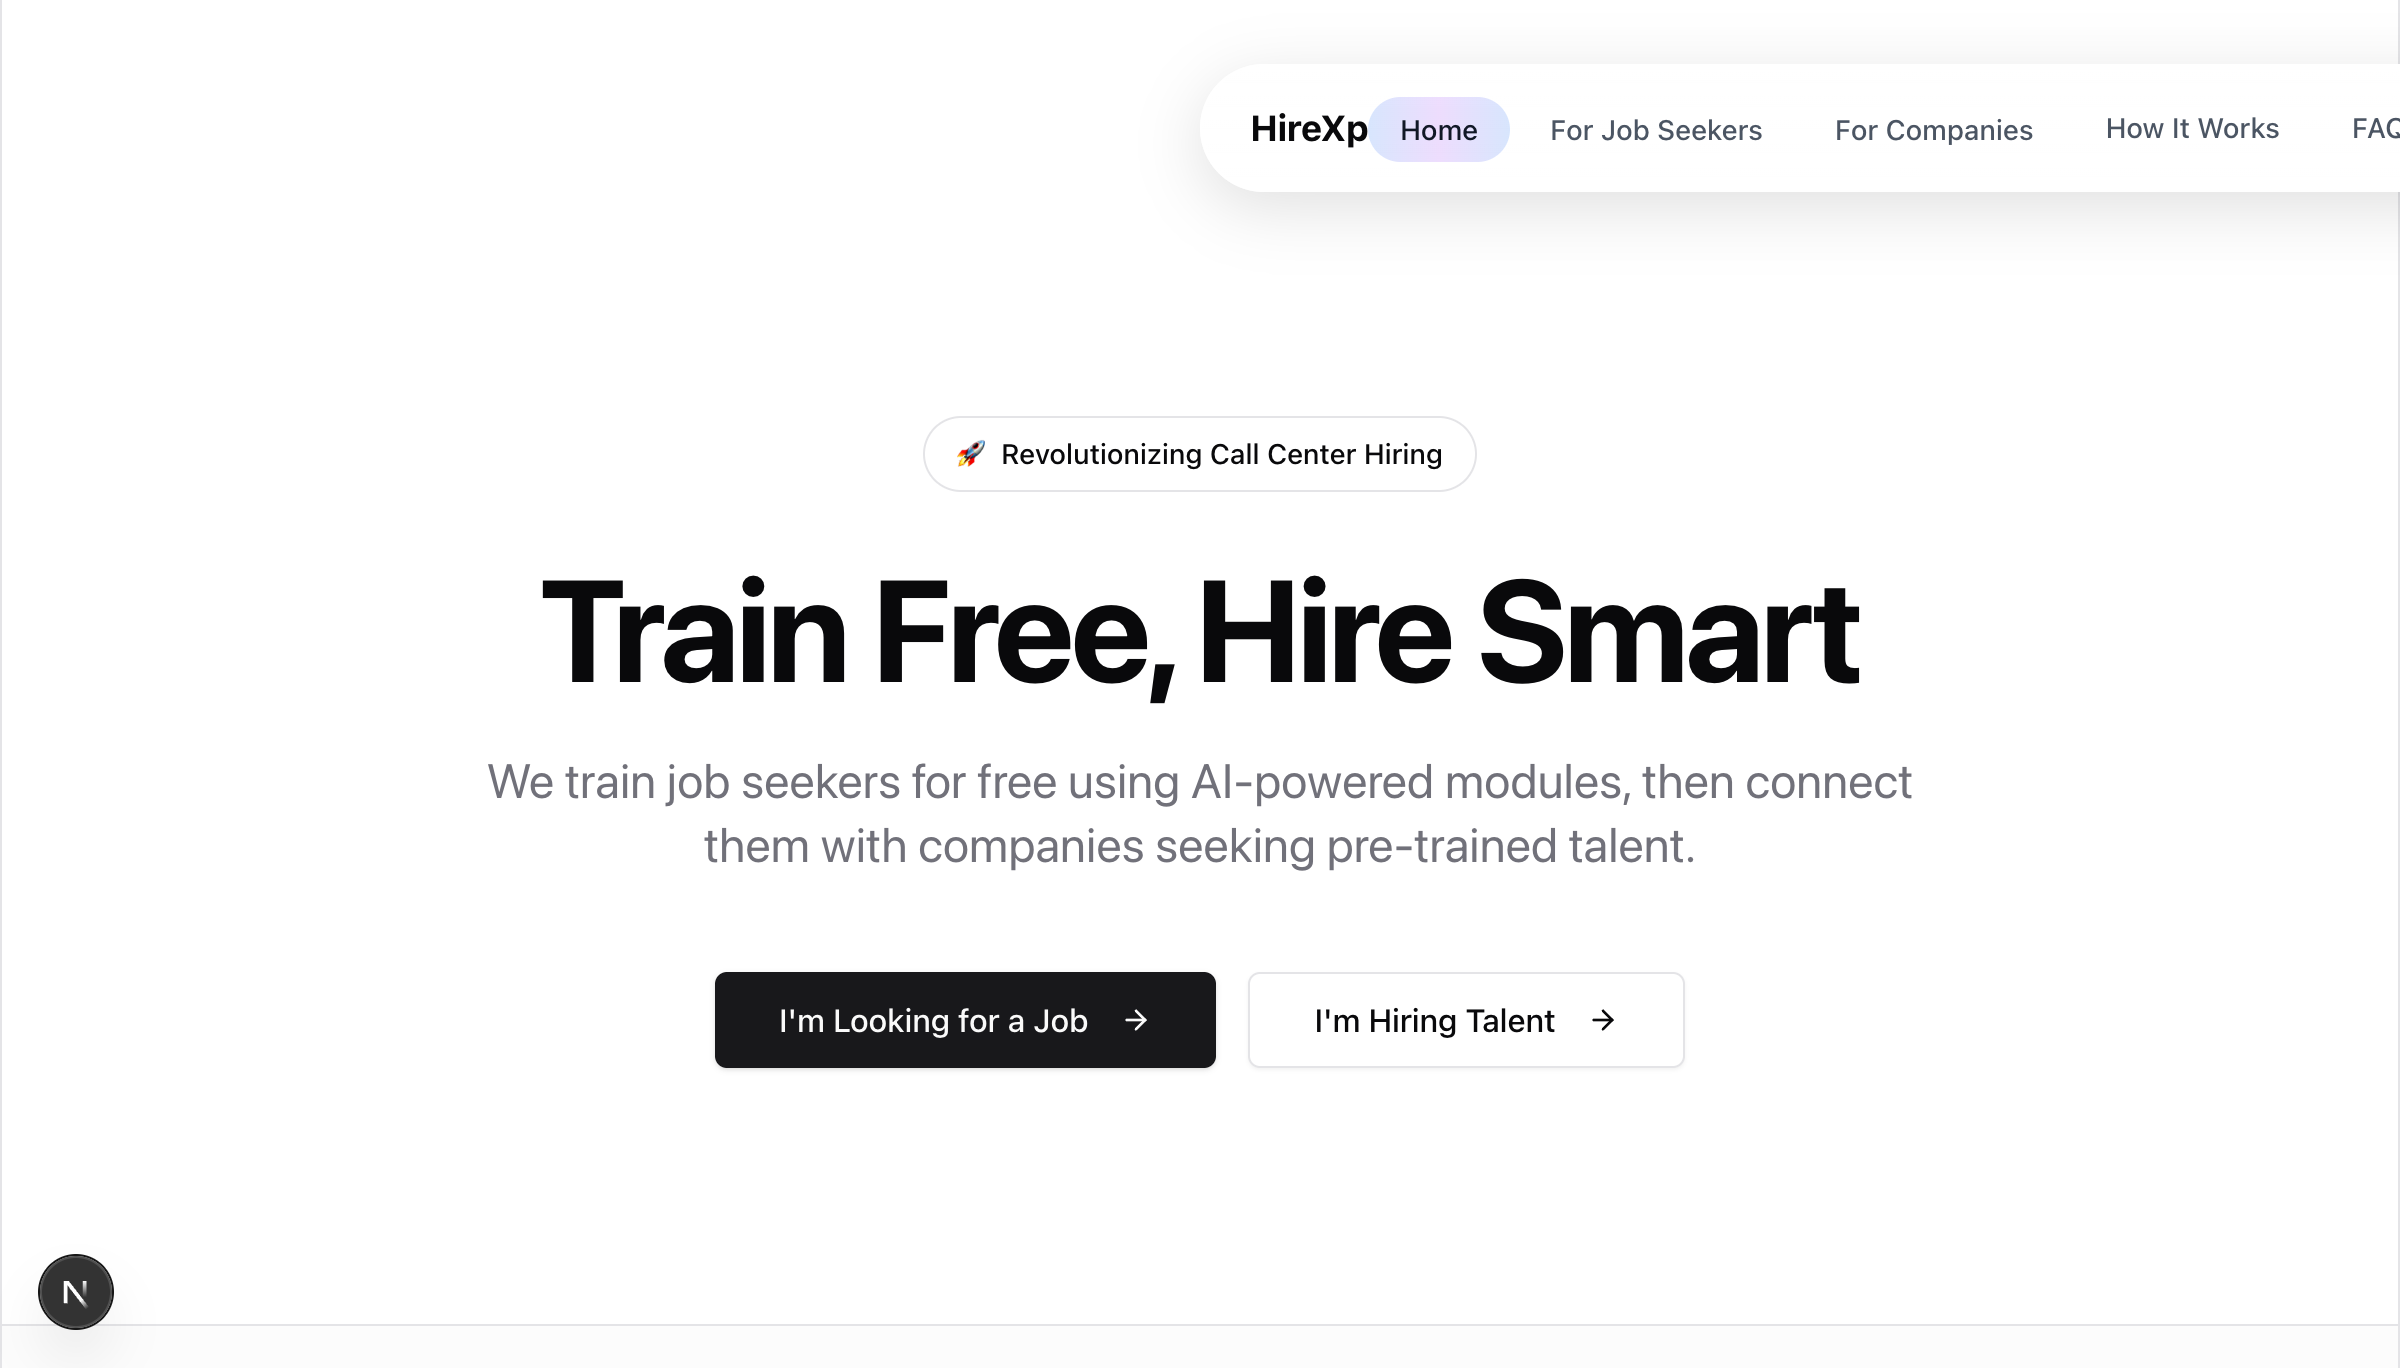 HireXp Home For Job Seekers For Companies How It Works FAQ
🚀 Revolutionizing Call Center Hiring
Train Free, Hire Smart
We train job seekers for free using AI-powered modules, then connect
them with companies seeking pre-trained talent.
I'm Looking for a Job → I'm Hiring Talent →
N